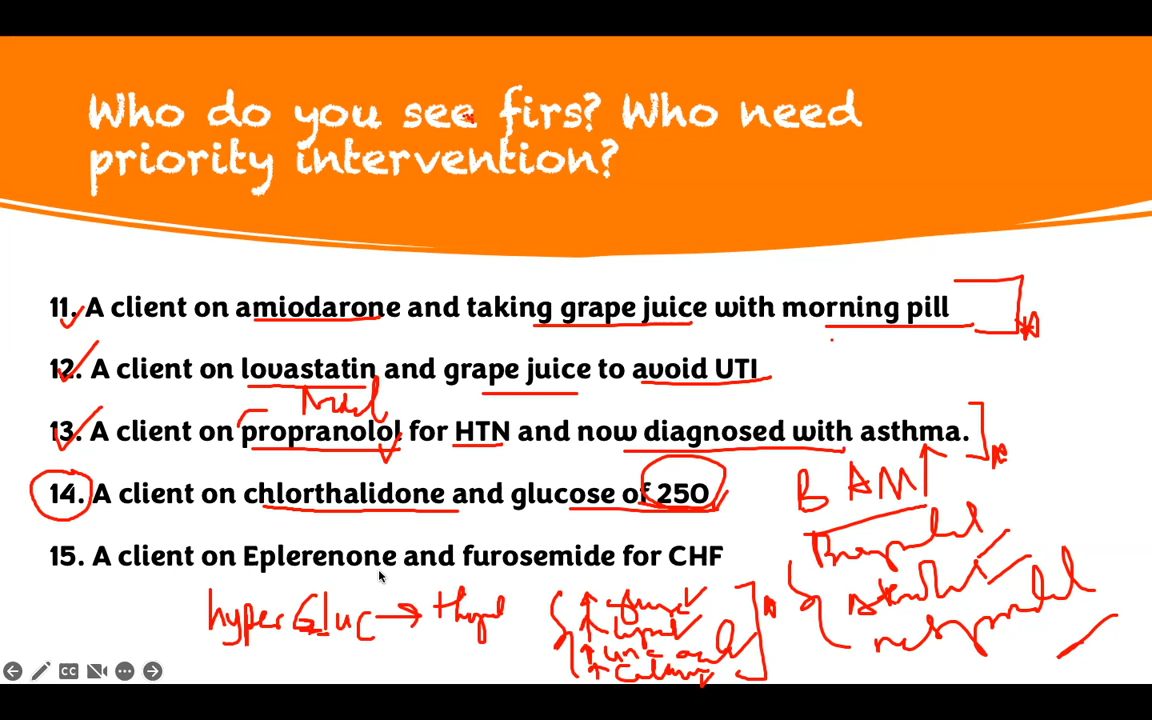 Who do you see firs? Who need
priority intervention?
11. A client on amiodarone and taking grape juice with morning pill
12. A client on lovastatin and grape juice to avoid UTI
13. A client on propranolol for HTN and now diagnosed with asthma.
14. A client on chlorthalidone and glucose of 250
B AM
15. A client on Eplerenone and furosemide for CHF
hyperGluc
CC